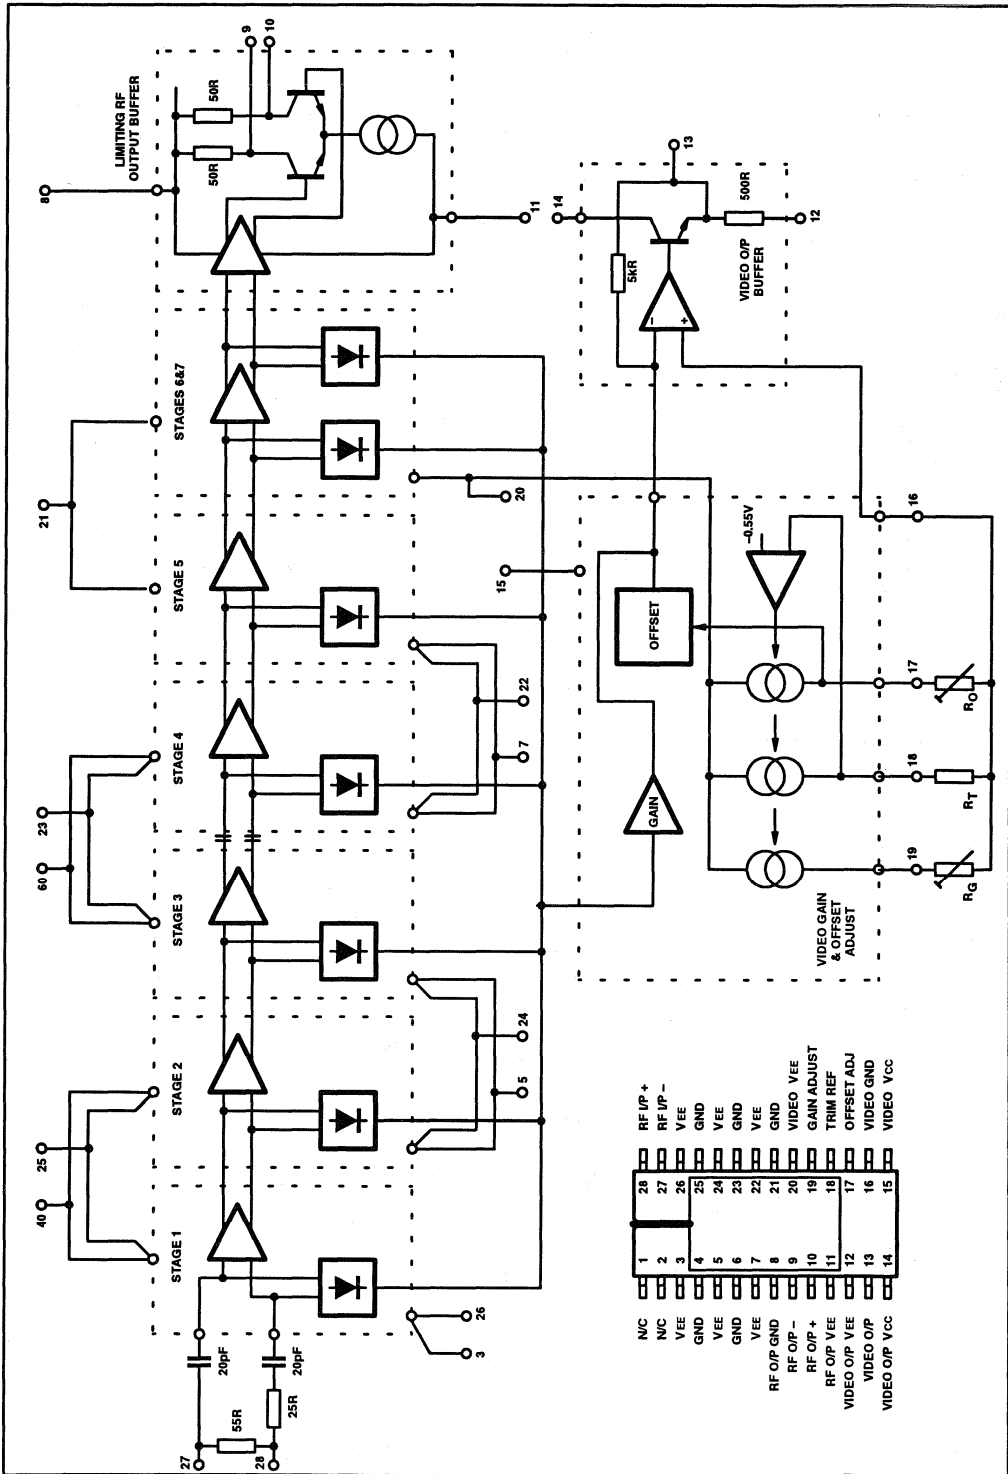 LIMITING RF
OUTPUT BUFFER
8
9
10
50R
50R
11
STAGES 6&7
21
20
STAGE 5
22
7
STAGE 4
23
60
STAGE 3
24
5
STAGE 2
25
40
STAGE 1
26
3
20pF
20pF
25R
55R
27
28
14
13
5kR
500R
12
VIDEO O/P
BUFFER
−
+
15
OFFSET
GAIN
−0.55V
16
17
RO
18
RT
19
RG
VIDEO GAIN
& OFFSET
ADJUST
N/C 1 28 RF I/P +
N/C 2 27 RF I/P −
VEE 3 26 VEE
GND 4 25 GND
VEE 5 24 VEE
GND 6 23 GND
VEE 7 22 VEE
RF O/P GND 8 21 GND
RF O/P − 9 20 VIDEO VEE
RF O/P + 10 19 GAIN ADJUST
RF O/P VEE 11 18 TRIM REF
VIDEO O/P VEE 12 17 OFFSET ADJ
VIDEO O/P 13 16 VIDEO GND
VIDEO O/P VCC 14 15 VIDEO VCC